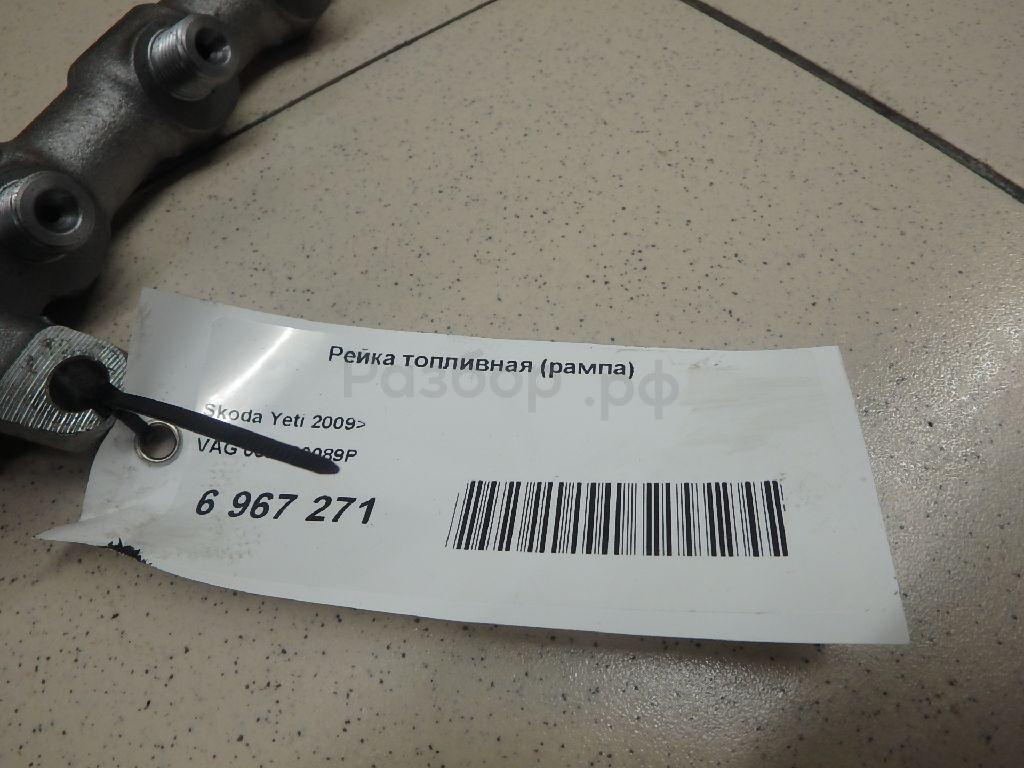 Рейка топливная (рампа)
Разбор.рф
Skoda Yeti 2009>
VAG
6 967 271